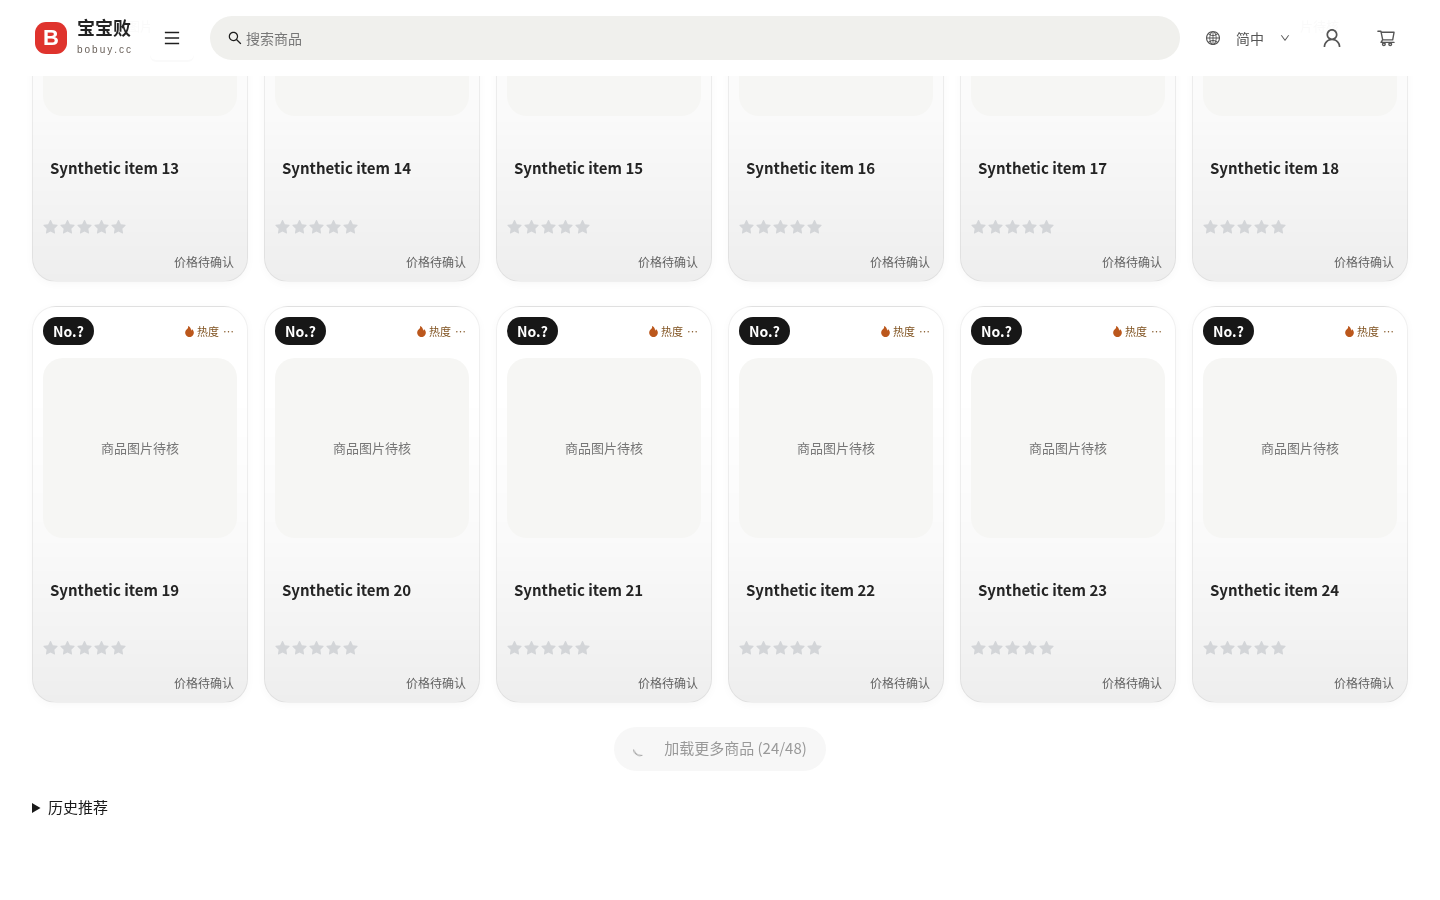 B
宝宝败
bobuy.cc
搜索商品
简中
Synthetic item 13
Synthetic item 14
Synthetic item 15
Synthetic item 16
Synthetic item 17
Synthetic item 18
价格待确认
价格待确认
价格待确认
价格待确认
价格待确认
价格待确认
No.?
热度 ···
No.?
热度 ···
No.?
热度 ···
No.?
热度 ···
No.?
热度 ···
No.?
热度 ···
商品图片待核
商品图片待核
商品图片待核
商品图片待核
商品图片待核
商品图片待核
Synthetic item 19
Synthetic item 20
Synthetic item 21
Synthetic item 22
Synthetic item 23
Synthetic item 24
价格待确认
价格待确认
价格待确认
价格待确认
价格待确认
价格待确认
加载更多商品 (24/48)
历史推荐